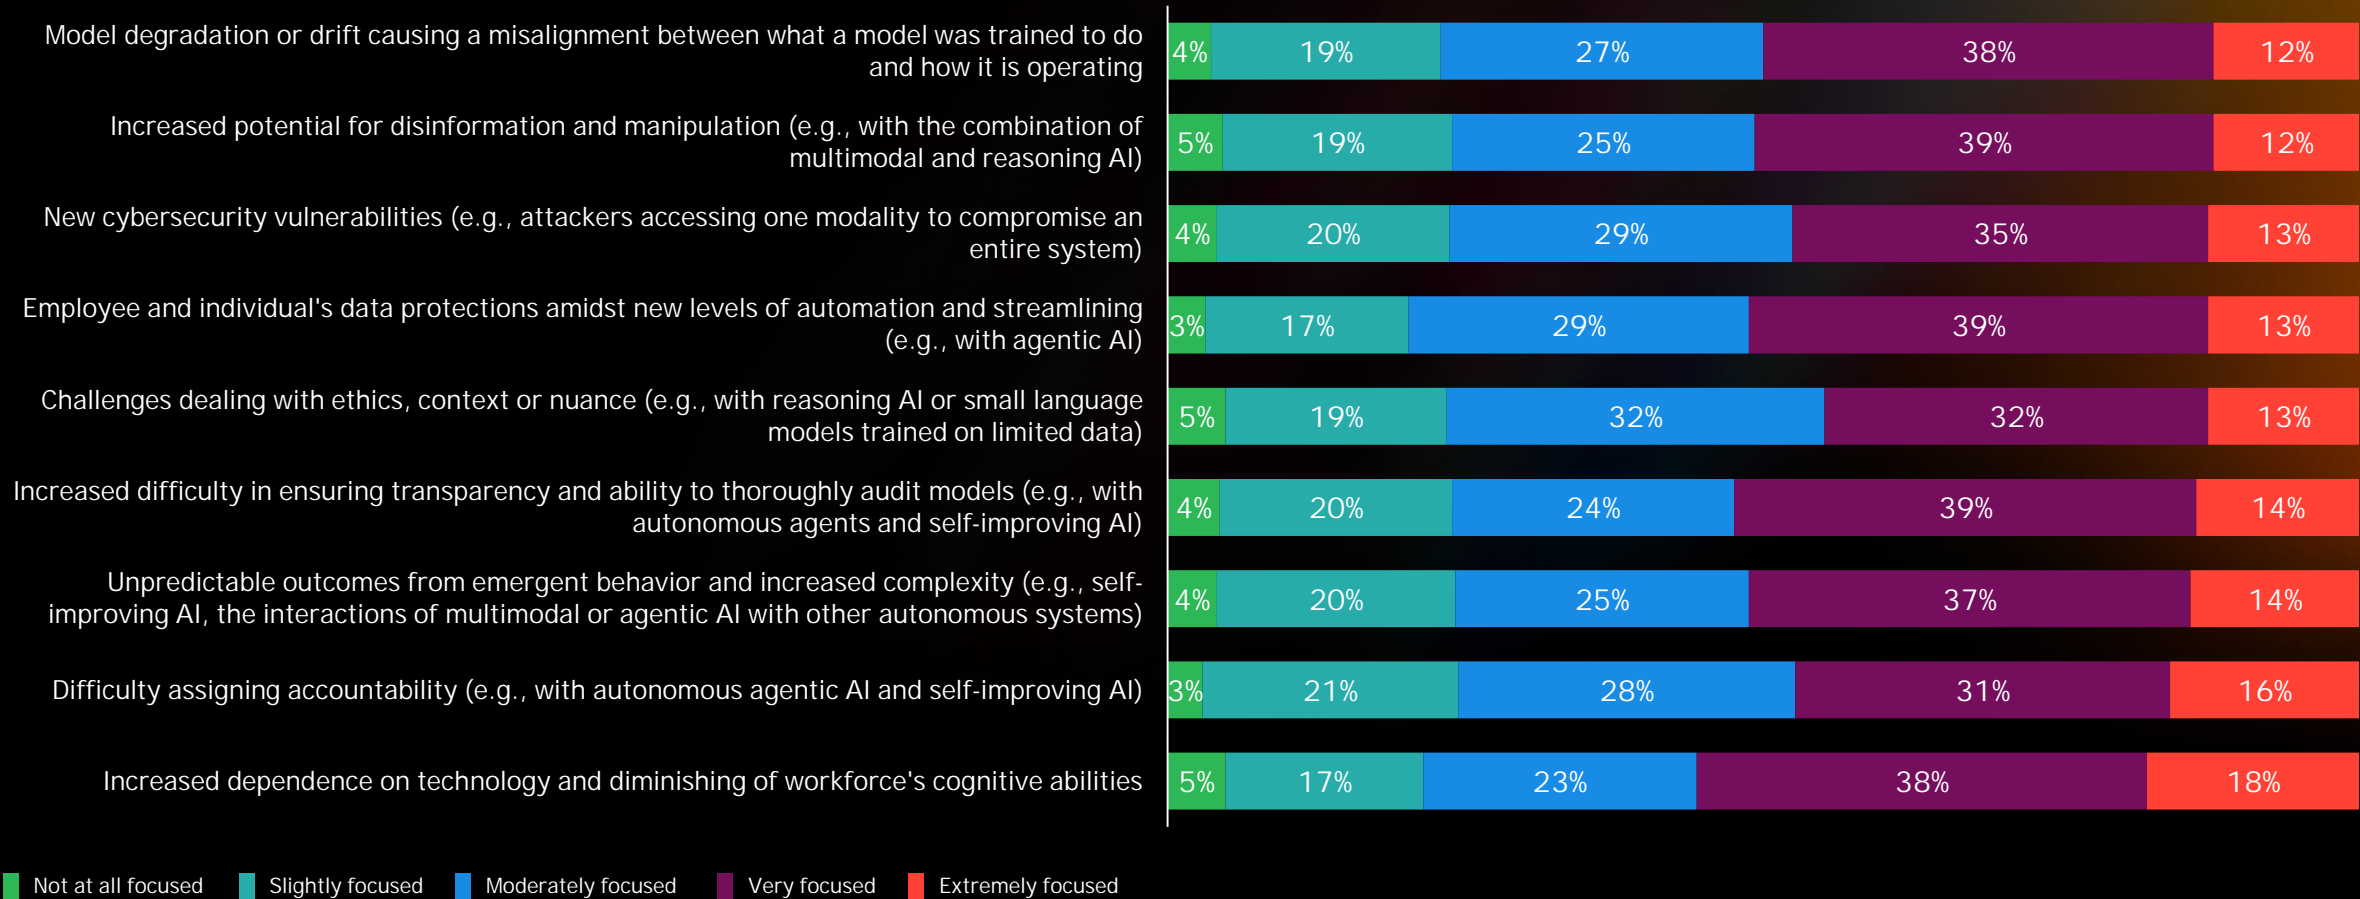 Model degradation or drift causing a misalignment between what a model was trained to do
and how it is operating
4% 19% 27% 38% 12%
Increased potential for disinformation and manipulation (e.g., with the combination of
multimodal and reasoning AI)
5% 19% 25% 39% 12%
New cybersecurity vulnerabilities (e.g., attackers accessing one modality to compromise an
entire system)
4% 20% 29% 35% 13%
Employee and individual's data protections amidst new levels of automation and streamlining
(e.g., with agentic AI)
3% 17% 29% 39% 13%
Challenges dealing with ethics, context or nuance (e.g., with reasoning AI or small language
models trained on limited data)
5% 19% 32% 32% 13%
Increased difficulty in ensuring transparency and ability to thoroughly audit models (e.g., with
autonomous agents and self-improving AI)
4% 20% 24% 39% 14%
Unpredictable outcomes from emergent behavior and increased complexity (e.g., self-
improving AI, the interactions of multimodal or agentic AI with other autonomous systems)
4% 20% 25% 37% 14%
Difficulty assigning accountability (e.g., with autonomous agentic AI and self-improving AI)
3% 21% 28% 31% 16%
Increased dependence on technology and diminishing of workforce's cognitive abilities
5% 17% 23% 38% 18%
Not at all focused Slightly focused Moderately focused Very focused Extremely focused